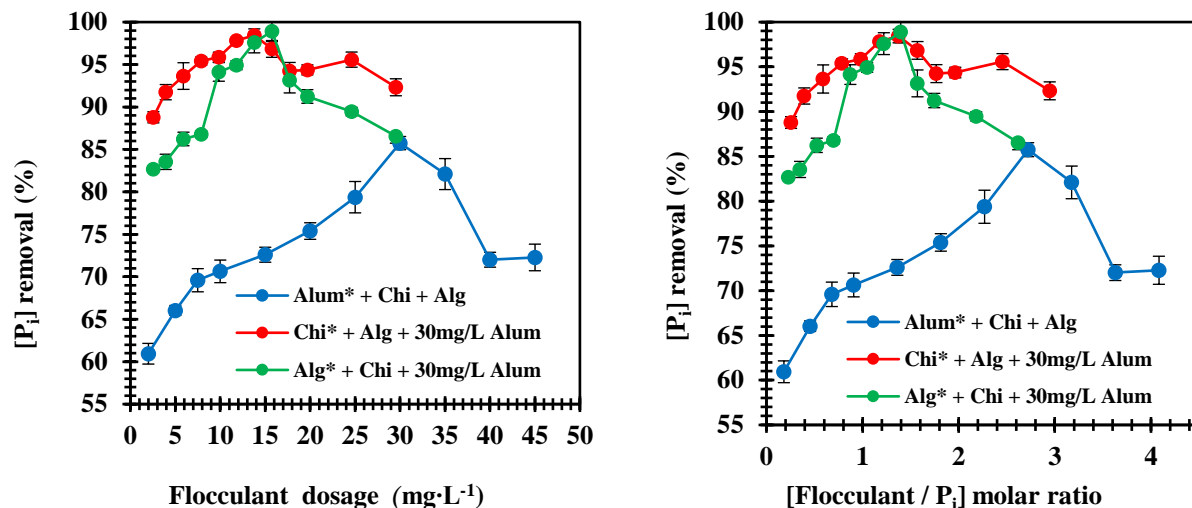 100
95
90
85
80
75
70
65
60
55
[Pi] removal (%)
Alum* + Chi + Alg
Chi* + Alg + 30mg/L Alum
Alg* + Chi + 30mg/L Alum
0 5 10 15 20 25 30 35 40 45 50
Flocculant dosage (mg·L-1)
100
95
90
85
80
75
70
65
60
55
[Pi] removal (%)
Alum* + Chi + Alg
Chi* + Alg + 30mg/L Alum
Alg* + Chi + 30mg/L Alum
0 1 2 3 4
[Flocculant / Pi] molar ratio